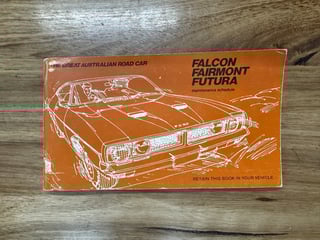 THE GREAT AUSTRALIAN ROAD CAR
FALCON
FAIRMONT
FUTURA
maintenance schedule
RETAIN THIS BOOK IN YOUR VEHICLE